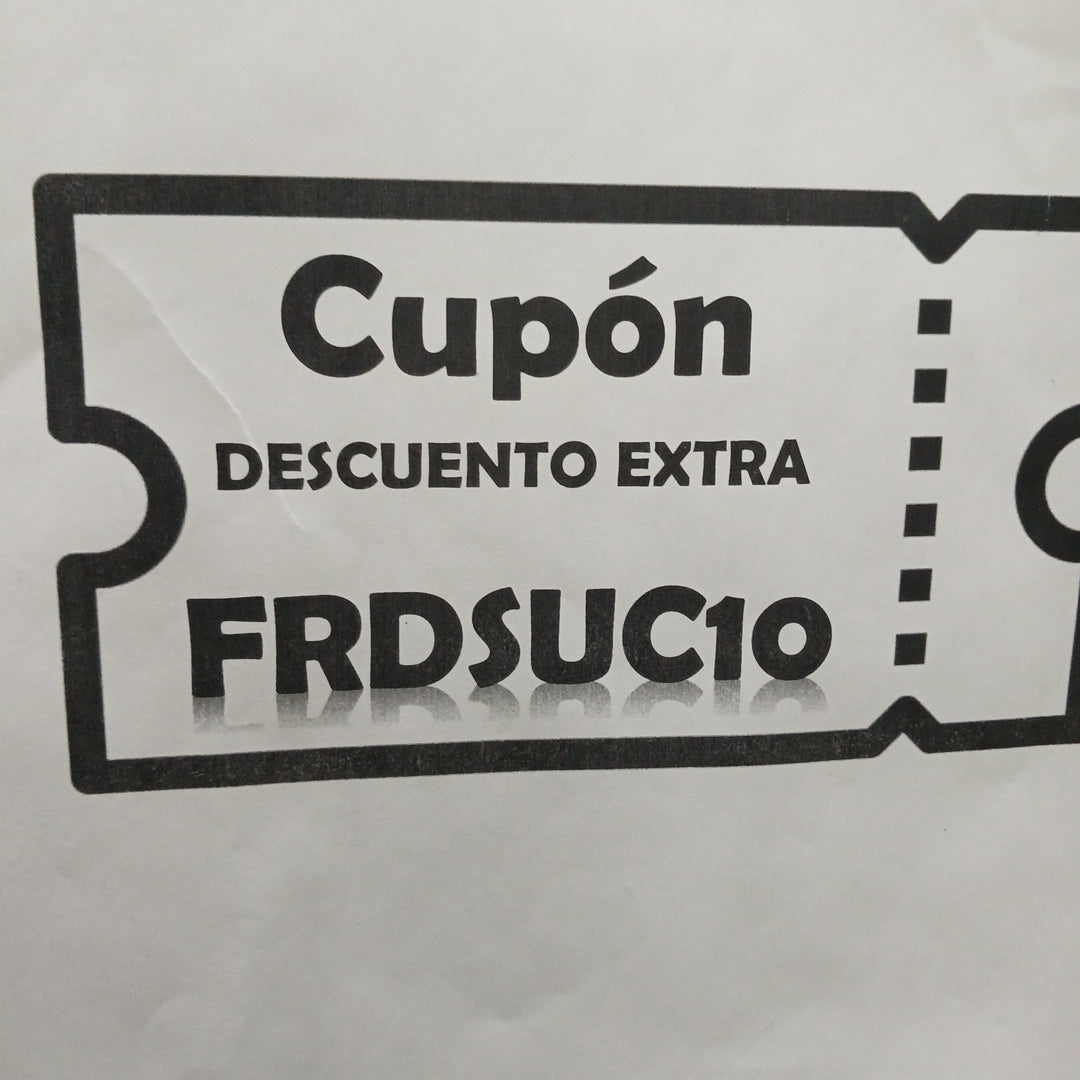 Cupón
DESCUENTO EXTRA
FRDSUC10